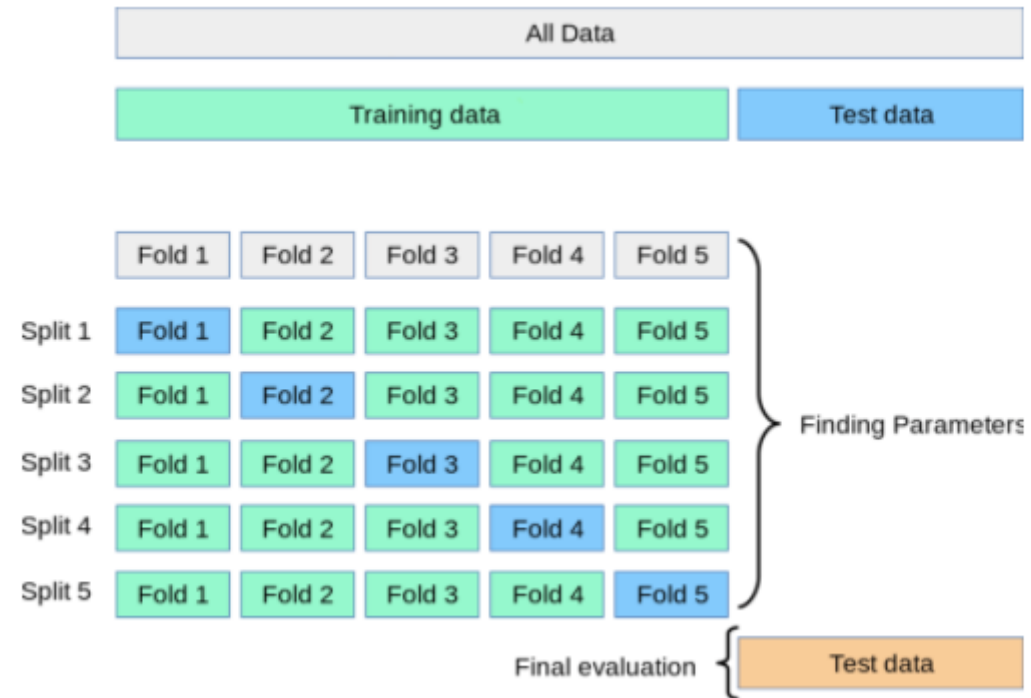 All Data
Training data Test data
Fold 1 Fold 2 Fold 3 Fold 4 Fold 5
Split 1 Fold 1 Fold 2 Fold 3 Fold 4 Fold 5
Split 2 Fold 1 Fold 2 Fold 3 Fold 4 Fold 5
Finding Parameters
Split 3 Fold 1 Fold 2 Fold 3 Fold 4 Fold 5
Split 4 Fold 1 Fold 2 Fold 3 Fold 4 Fold 5
Split 5 Fold 1 Fold 2 Fold 3 Fold 4 Fold 5
Final evaluation Test data